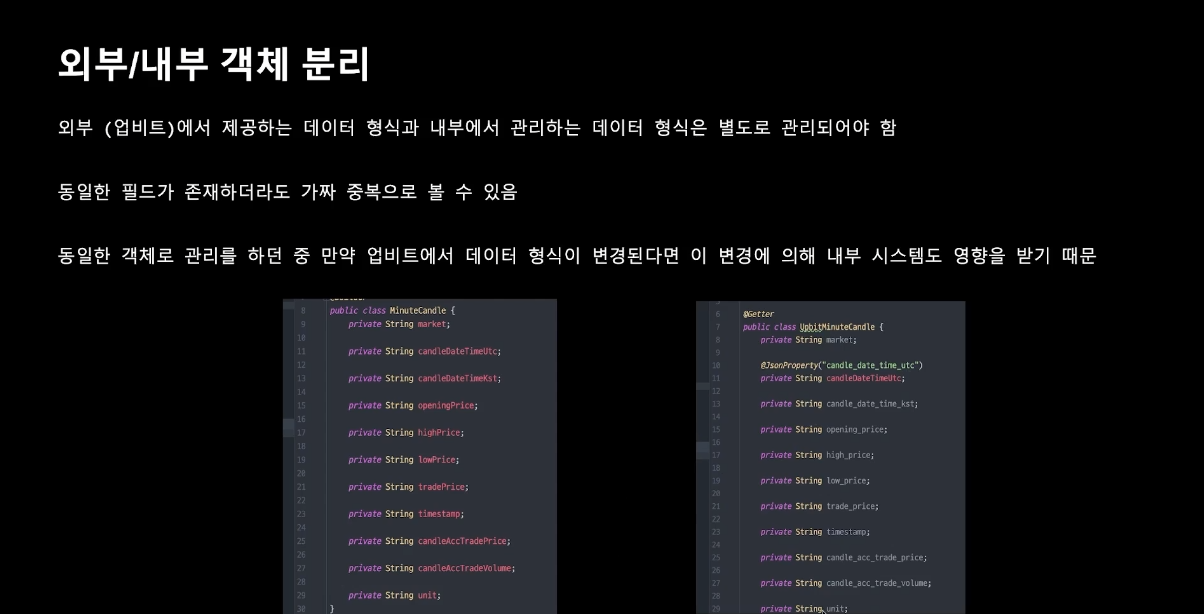 외부/내부 객체 분리
외부 (업비트)에서 제공하는 데이터 형식과 내부에서 관리하는 데이터 형식은 별도로 관리되어야 함
동일한 필드가 존재하더라도 가짜 중복으로 볼 수 있음
동일한 객체로 관리를 하던 중 만약 업비트에서 데이터 형식이 변경된다면 이 변경에 의해 내부 시스템도 영향을 받기 때문
8 public class MinuteCandle {
9 private String market;
10
11 private String candleDateTimeUtc;
12
13 private String candleDateTimeKst;
14
15 private String openingPrice;
16
17 private String highPrice;
18
19 private String lowPrice;
20
21 private String tradePrice;
22
23 private String timestamp;
24
25 private String candleAccTradePrice;
26
27 private String candleAccTradeVolume;
28
29 private String unit;
30 }
6 @Getter
7 public class UpbitMinuteCandle {
8 private String market;
9
10 @JsonProperty("candle_date_time_utc")
11 private String candleDateTimeUtc;
12
13 private String candle_date_time_kst;
14
15 private String opening_price;
16
17 private String high_price;
18
19 private String low_price;
20
21 private String trade_price;
22
23 private String timestamp;
24
25 private String candle_acc_trade_price;
26
27 private String candle_acc_trade_volume;
28
29 private String unit;